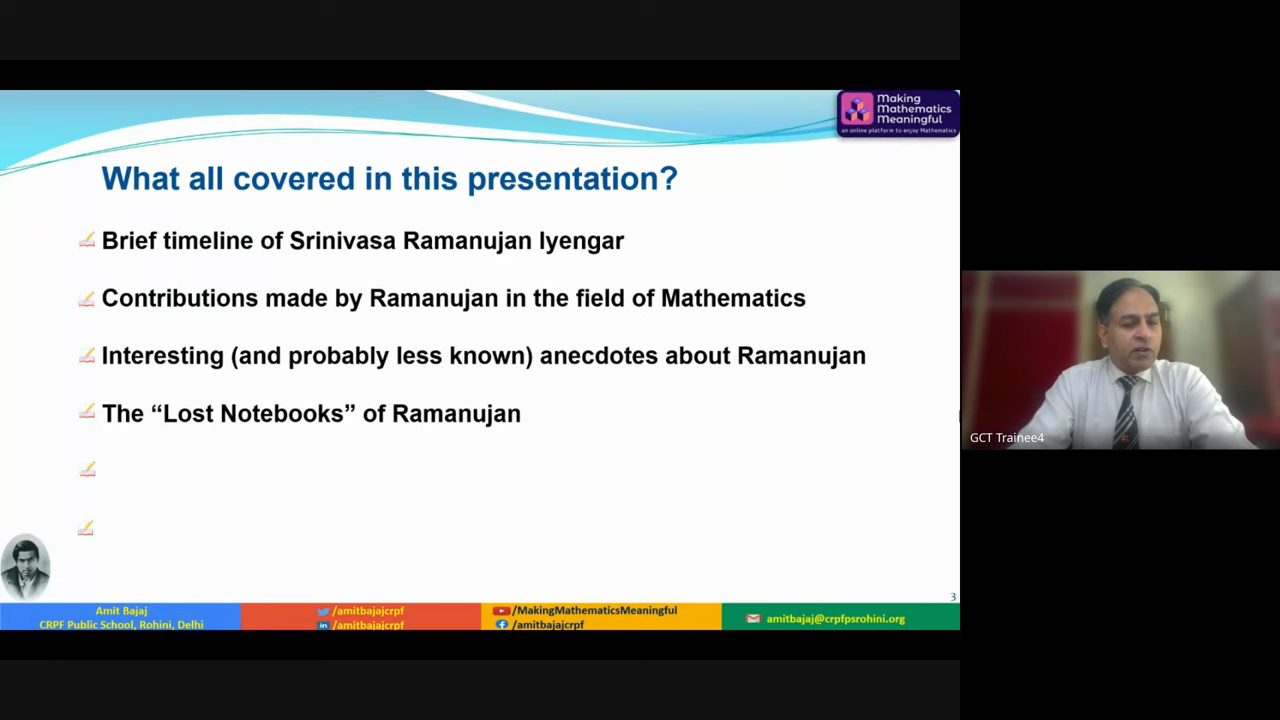 Making
Mathematics
Meaningful
an online platform to enjoy Mathematics
What all covered in this presentation?
Brief timeline of Srinivasa Ramanujan Iyengar
Contributions made by Ramanujan in the field of Mathematics
Interesting (and probably less known) anecdotes about Ramanujan
The “Lost Notebooks” of Ramanujan
GCT Trainee4
3
Amit Bajaj
CRPF Public School, Rohini, Delhi
/amitbajajcrpf
/amitbajajcrpf
/MakingMathematicsMeaningful
/amitbajajcrpf
amitbajaj@crpfpsrohini.org